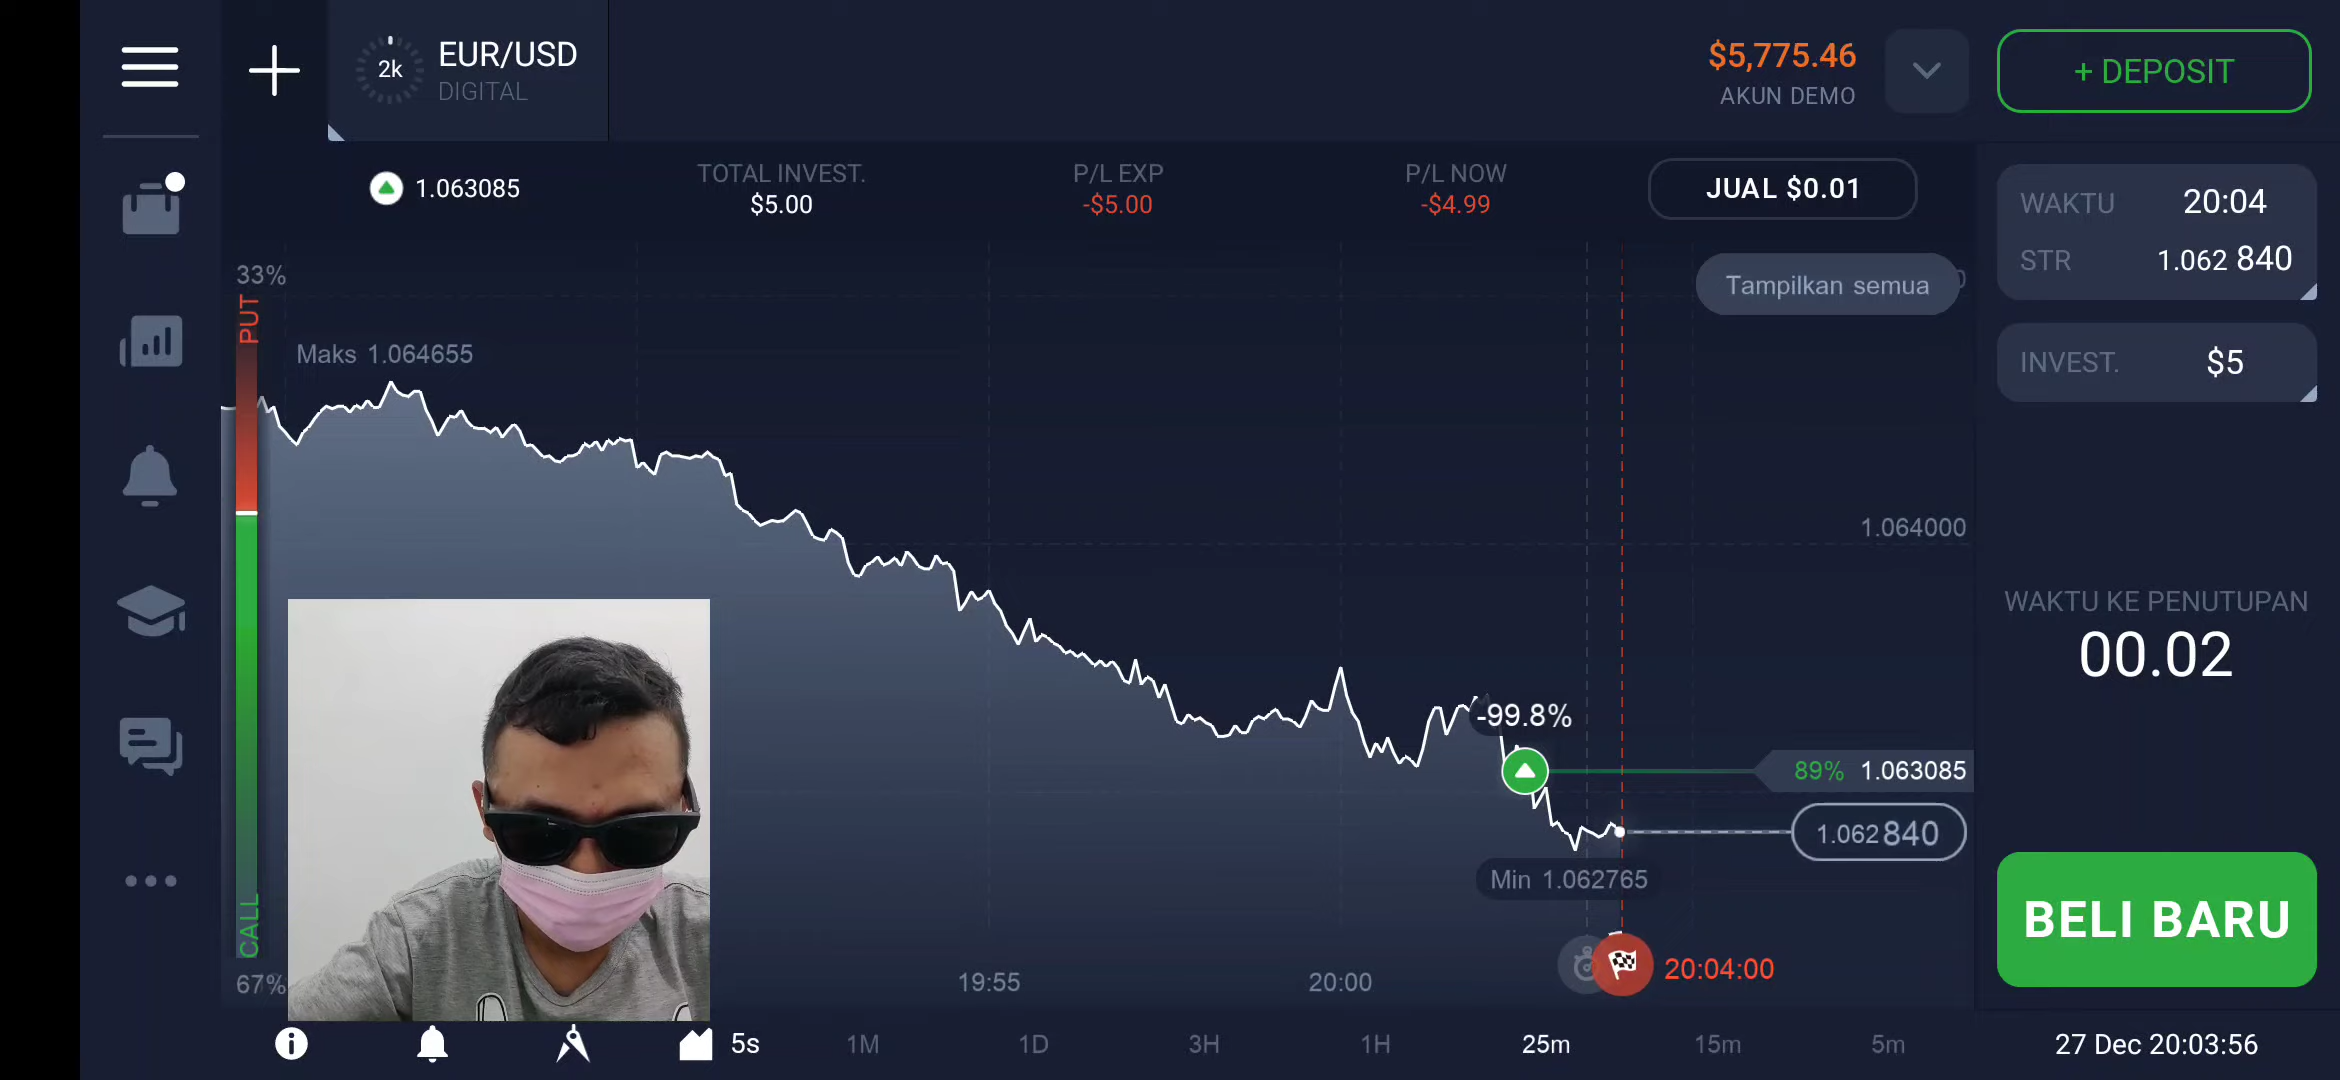 2k
EUR/USD
DIGITAL
$5,775.46
AKUN DEMO
+ DEPOSIT
1.063085
TOTAL INVEST.
$5.00
P/L EXP
-$5.00
P/L NOW
-$4.99
JUAL $0.01
WAKTU 20:04
STR 1.062 840
INVEST. $5
33%
PUT
Tampilkan semua
Maks 1.064655
1.064000
WAKTU KE PENUTUPAN
00.02
-99.8%
89% 1.063085
1.062840
Min 1.062765
CALL
67%
19:55
20:00
20:04:00
BELI BARU
5s
1M
1D
3H
1H
25m
15m
5m
27 Dec 20:03:56